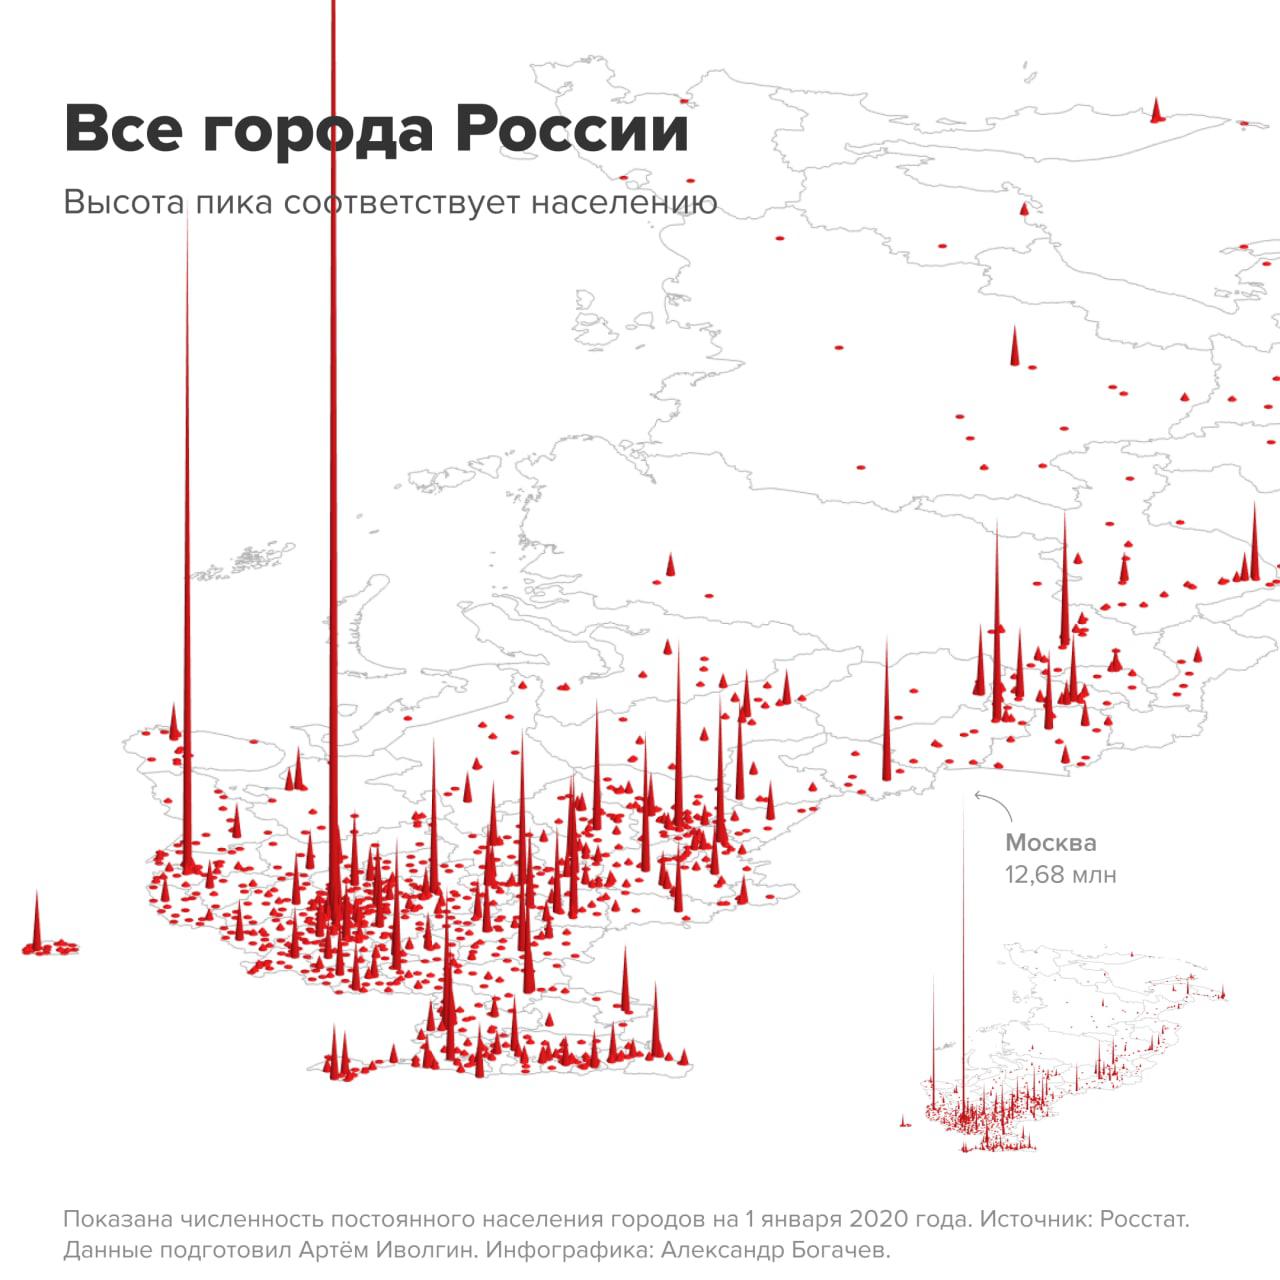 Все города России
Высота пика соответствует населению
Москва
12,68 млн
Показана численность постоянного населения городов на 1 января 2020 года. Источник: Росстат.
Данные подготовил Артём Иволгин. Инфографика: Александр Богачев.